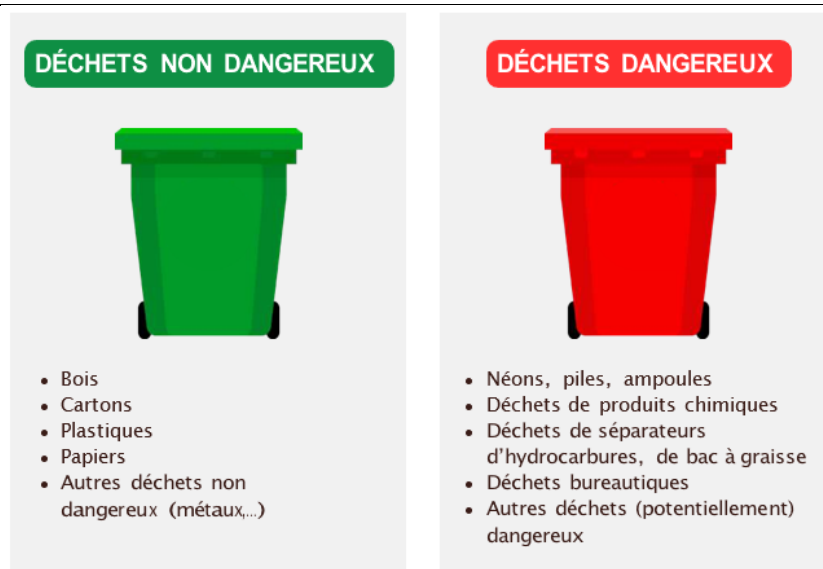 DÉCHETS NON DANGEREUX
• Bois
• Cartons
• Plastiques
• Papiers
• Autres déchets non
dangereux (métaux,...)
DÉCHETS DANGEREUX
• Néons, piles, ampoules
• Déchets de produits chimiques
• Déchets de séparateurs
d'hydrocarbures, de bac à graisse
• Déchets bureautiques
• Autres déchets (potentiellement)
dangereux